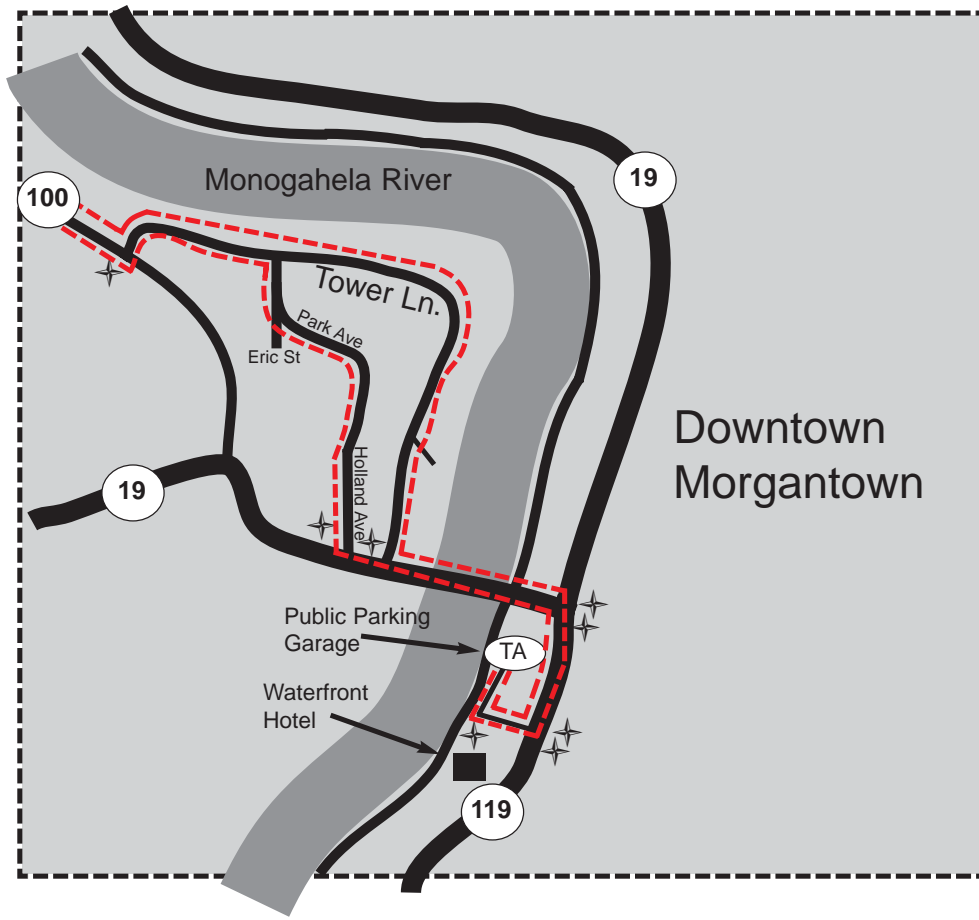 Monogahela River
19
100
Tower Ln.
Park Ave
Eric St
Downtown
Morgantown
19
Holland Ave
Public Parking
Garage
TA
Waterfront
Hotel
119